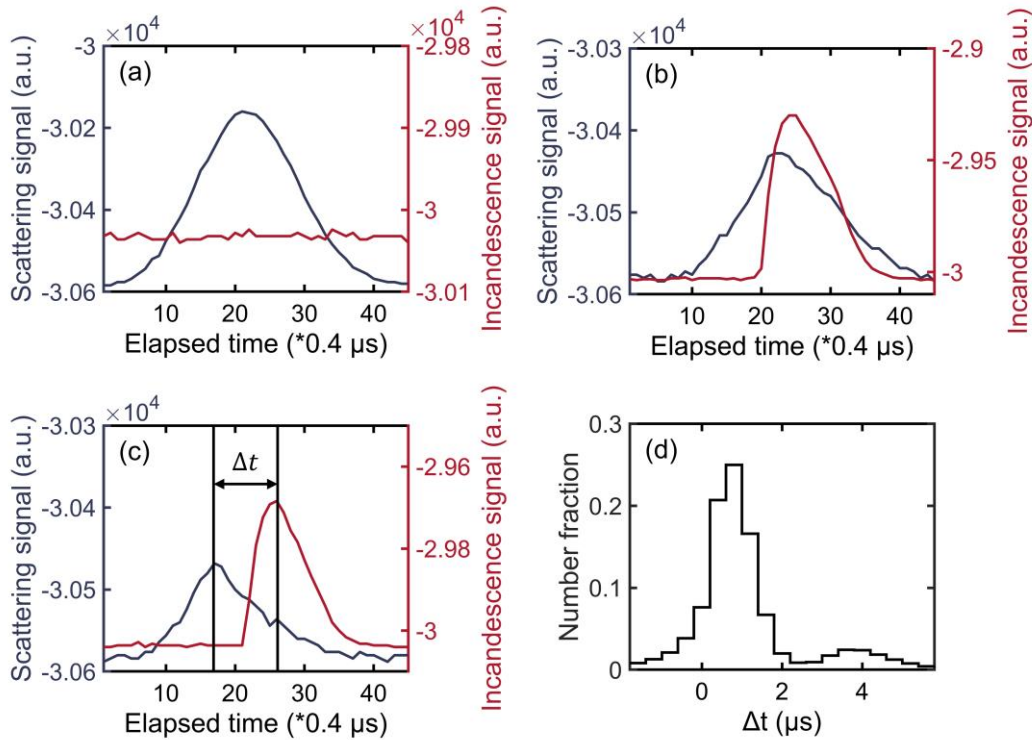 ×10⁴
×10⁴
(a)
Scattering signal (a.u.)
-3
-3.02
-3.04
-3.06
Incandescence signal (a.u.)
-2.98
-2.99
-3
-3.01
10 20 30 40
Elapsed time (*0.4 μs)
×10⁴
(b)
Scattering signal (a.u.)
-3.03
-3.04
-3.05
-3.06
Incandescence signal (a.u.)
-2.9
-2.95
-3
10 20 30 40
Elapsed time (*0.4 μs)
×10⁴
(c)
Δt
Scattering signal (a.u.)
-3.03
-3.04
-3.05
-3.06
Incandescence signal (a.u.)
-2.96
-2.98
-3
10 20 30 40
Elapsed time (*0.4 μs)
(d)
Number fraction
0.3
0.2
0.1
0
0 2 4
Δt (μs)